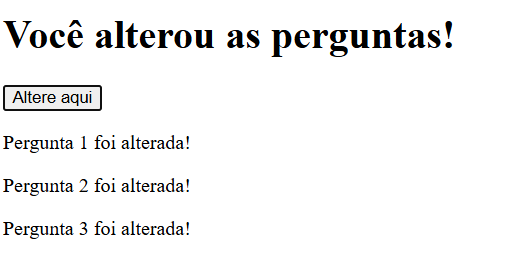 Você alterou as perguntas!
Altere aqui
Pergunta 1 foi alterada!
Pergunta 2 foi alterada!
Pergunta 3 foi alterada!